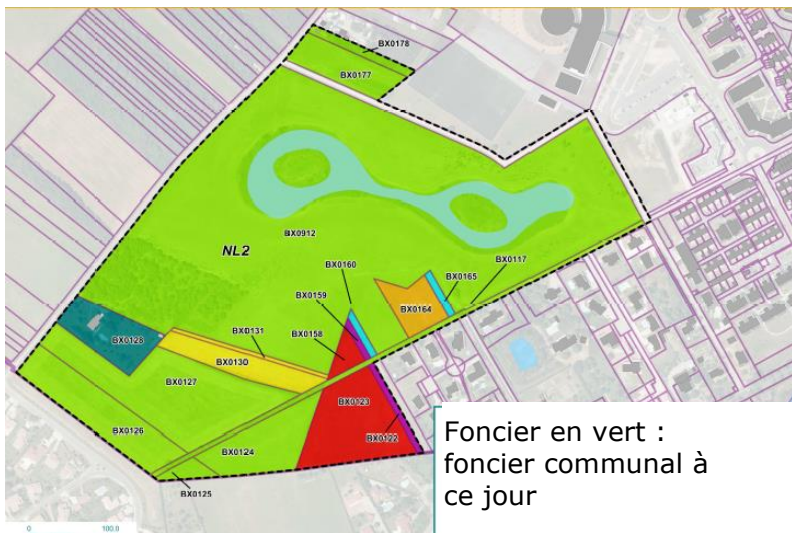 BX0178
BX0177
BX0912
NL2
BX0160
BX0165
BX0117
BX0159
BX0164
BX0131
BX0158
BX0128
BX0130
BX0127
BX0123
BX0126
BX0122
BX0124
BX0125
Foncier en vert :
foncier communal à
ce jour
0 100.0